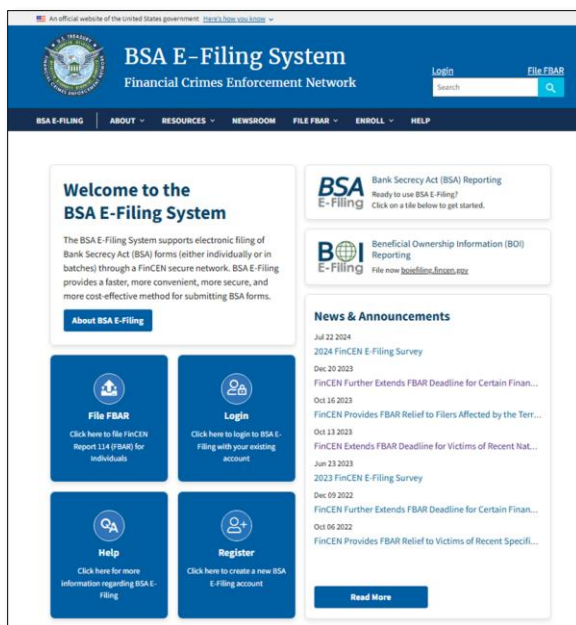 An official website of the United States government Here's how you know
BSA E-Filing System
Financial Crimes Enforcement Network
Login
File FBAR
Search
BSA E-FILING
ABOUT
RESOURCES
NEWSROOM
FILE FBAR
ENROLL
HELP
Welcome to the
BSA E-Filing System
The BSA E-Filing System supports electronic filing of
Bank Secrecy Act (BSA) forms (either individually or in
batches) through a FinCEN secure network. BSA E-Filing
provides a faster, more convenient, more secure, and
more cost-effective method for submitting BSA forms.
About BSA E-Filing
File FBAR
Click here to file FinCEN
Report 114 (FBAR) for
Individuals
Login
Click here to login to BSA E-
Filing with your existing
account
QA
Help
Click here for more
information regarding BSA E-
Filing
Register
Click here to create a new BSA
E-Filing account
BSA
E-Filing
Bank Secrecy Act (BSA) Reporting
Ready to use BSA E-Filing?
Click on a tile below to get started.
BOI
E-Filing
Beneficial Ownership Information (BOI)
Reporting
File now boiefiling.fincen.gov
News & Announcements
Jul 22 2024
2024 FinCEN E-Filing Survey
Dec 20 2023
FinCEN Further Extends FBAR Deadline for Certain Finan...
Oct 16 2023
FinCEN Provides FBAR Relief to Filers Affected by the Terr...
Oct 13 2023
FinCEN Extends FBAR Deadline for Victims of Recent Nat...
Jun 23 2023
2023 FinCEN E-Filing Survey
Dec 09 2022
FinCEN Further Extends FBAR Deadline for Certain Finan...
Oct 06 2022
FinCEN Provides FBAR Relief to Victims of Recent Specifi...
Read More